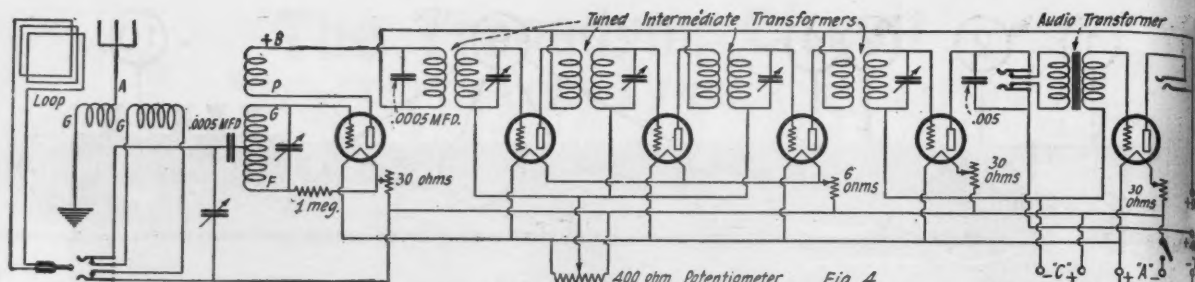 Tuned Intermediate Transformers
Audio Transformer
+B
P
Loop
A
G
G
.0005 MFD.
G
F
1 meg.
30 ohms
.0005 MFD.
6 ohms
30 ohms
.005
30 ohms
400 ohm Potentiometer
Fig. 4
- "C" +
+ "A" -